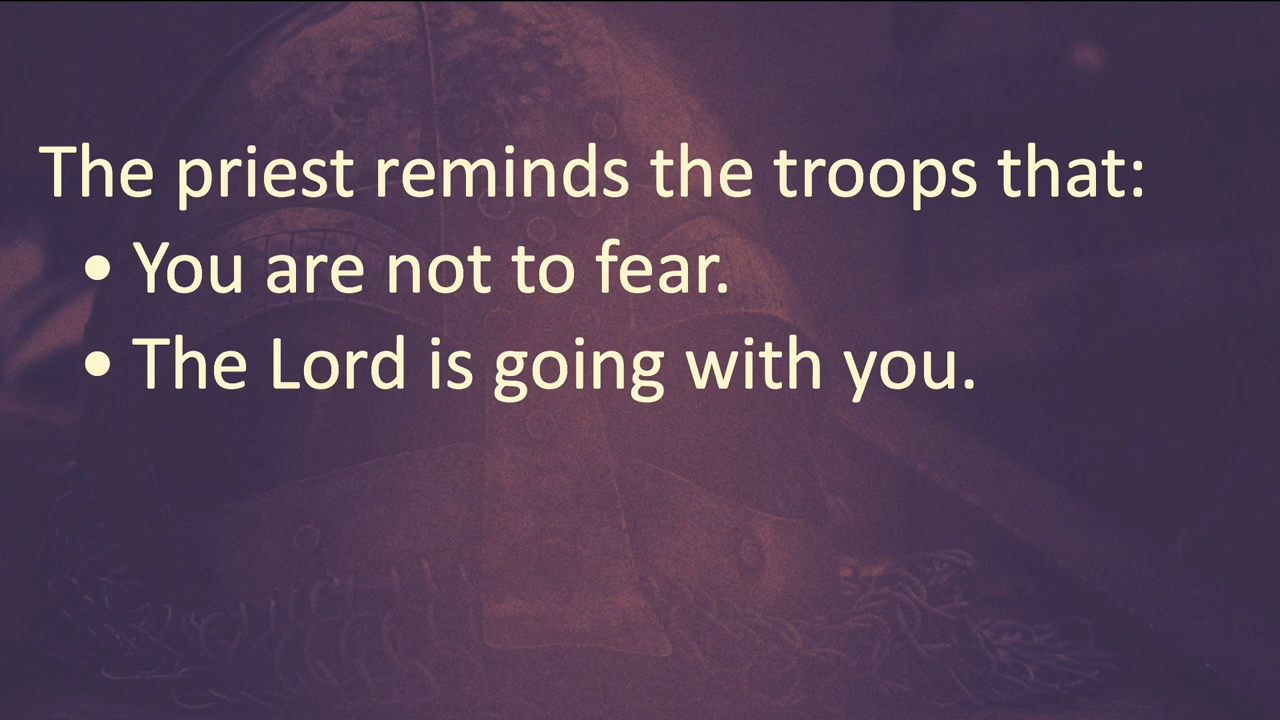 The priest reminds the troops that:
• You are not to fear.
• The Lord is going with you.